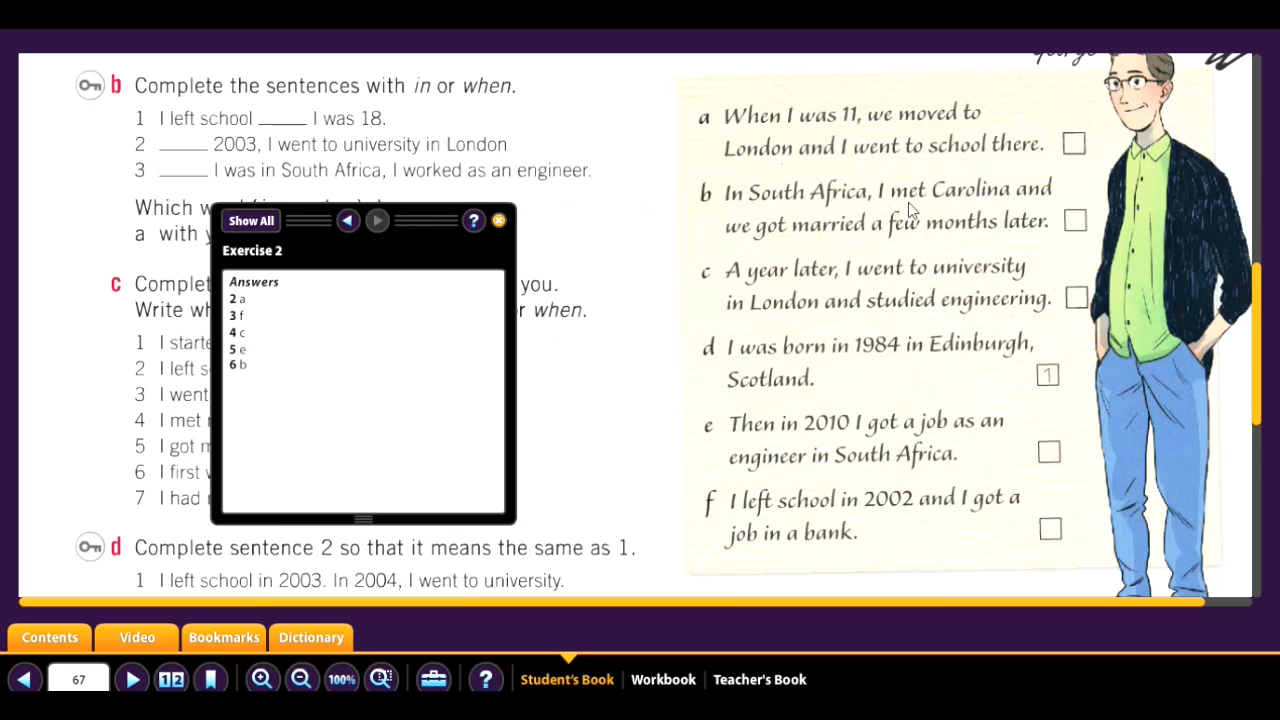 George
b Complete the sentences with in or when.
1 I left school _____ I was 18.
2 _____ 2003, I went to university in London
3 _____ I was in South Africa, I worked as an engineer.
Which w
a with y
c Complet you.
Write wh r when.
1 I starte
2 I left s
3 I went
4 I met
5 I got m
6 I first
7 I had
d Complete sentence 2 so that it means the same as 1.
1 I left school in 2003. In 2004, I went to university.
Show All ?
Exercise 2
Answers
2 a
3 f
4 c
5 e
6 b
a When I was 11, we moved to
London and I went to school there.
b In South Africa, I met Carolina and
we got married a few months later.
c A year later, I went to university
in London and studied engineering.
d I was born in 1984 in Edinburgh,
Scotland. 1
e Then in 2010 I got a job as an
engineer in South Africa.
f I left school in 2002 and I got a
job in a bank.
Contents Video Bookmarks Dictionary
67 12 100% ? Student's Book Workbook Teacher's Book